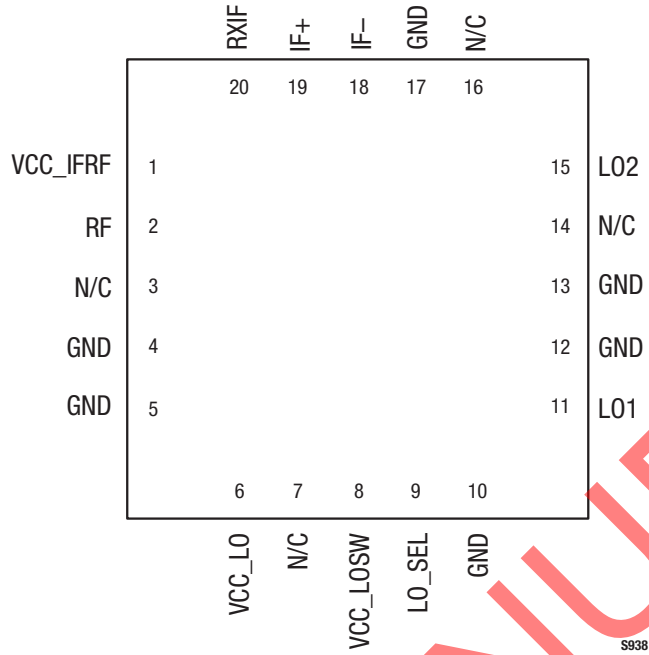 RXIF IF+ IF– GND N/C
20 19 18 17 16
VCC_IFRF 1 15 LO2
RF 2 14 N/C
N/C 3 13 GND
GND 4 12 GND
GND 5 11 LO1
6 7 8 9 10
VCC_LO N/C VCC_LOSW LO_SEL GND
S938